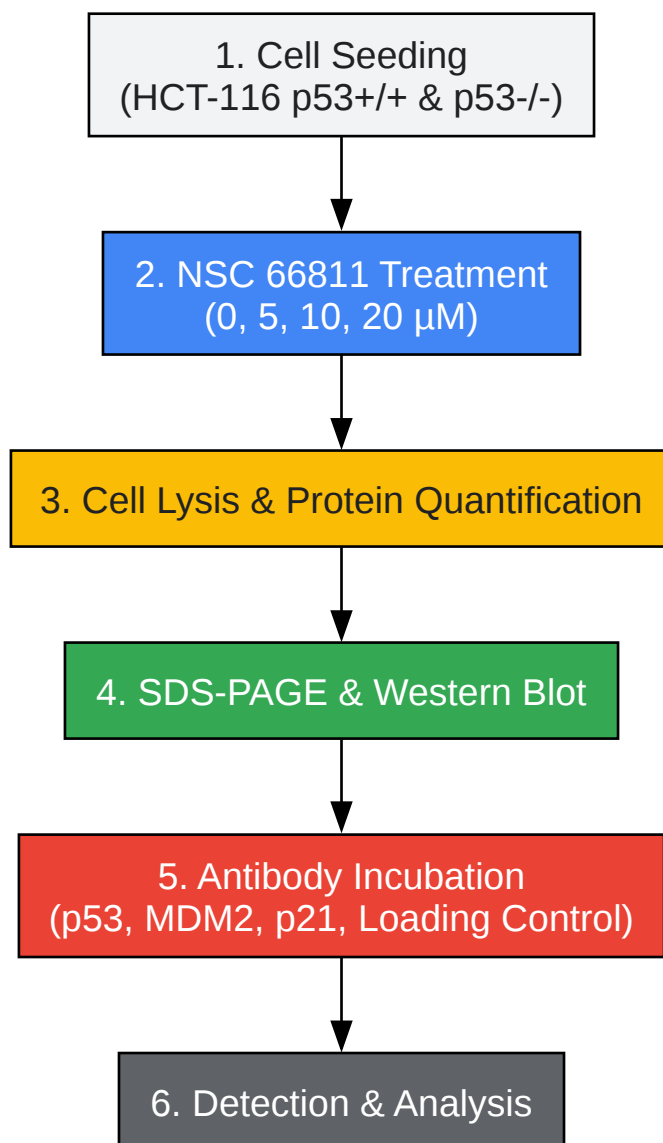 1. Cell Seeding
(HCT-116 p53+/+ & p53-/-)
2. NSC 66811 Treatment
(0, 5, 10, 20 µM)
3. Cell Lysis & Protein Quantification
4. SDS-PAGE & Western Blot
5. Antibody Incubation
(p53, MDM2, p21, Loading Control)
6. Detection & Analysis